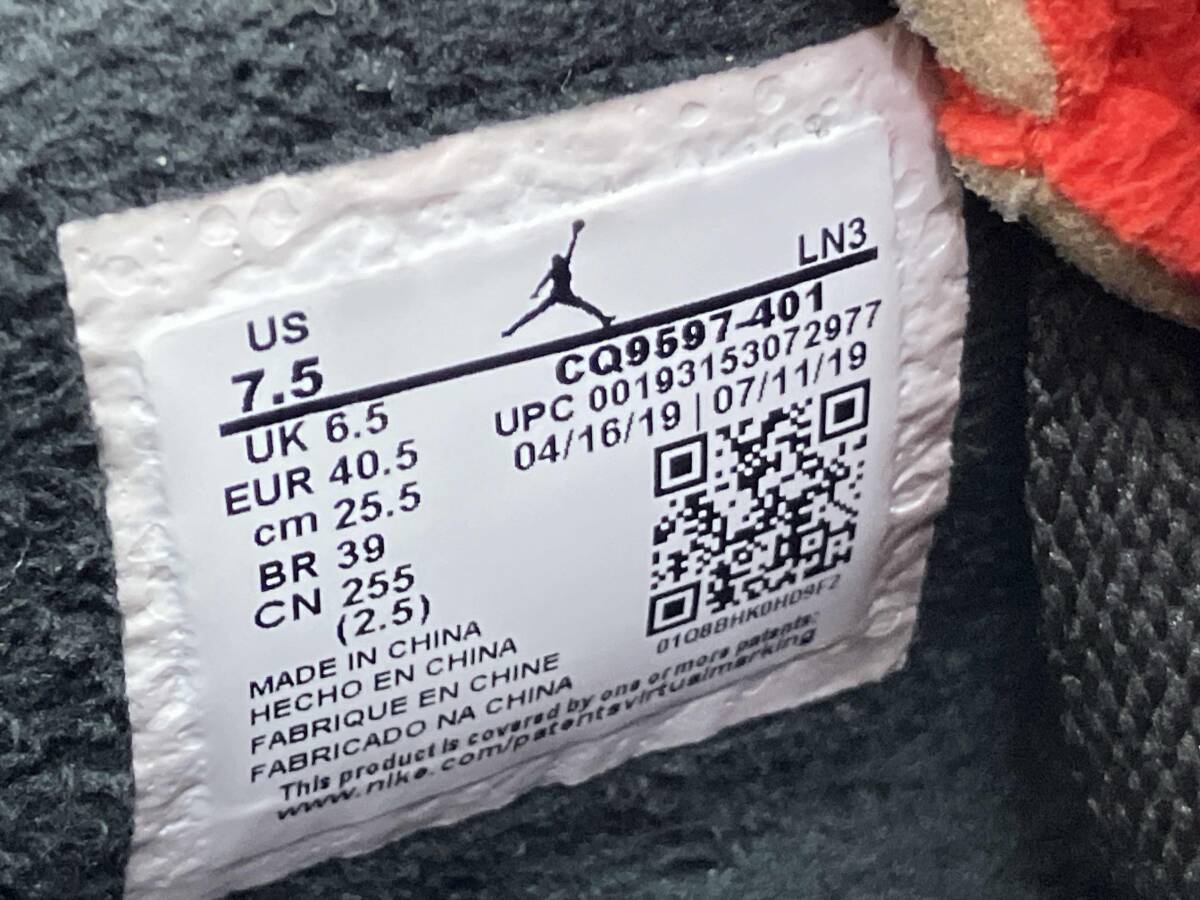 US
7.5
UK 6.5
EUR 40.5
cm 25.5
BR 39
CN 255
(2.5)
LN3
CQ9597-401
UPC 00193153072977
04/16/19 | 07/11/19
01Q8BHK0HD9F2
MADE IN CHINA
HECHO EN CHINA
FABRIQUE EN CHINE
FABRICADO NA CHINA
This product is covered by one or more patents:
www.nike.com/patentsvirtualmarking